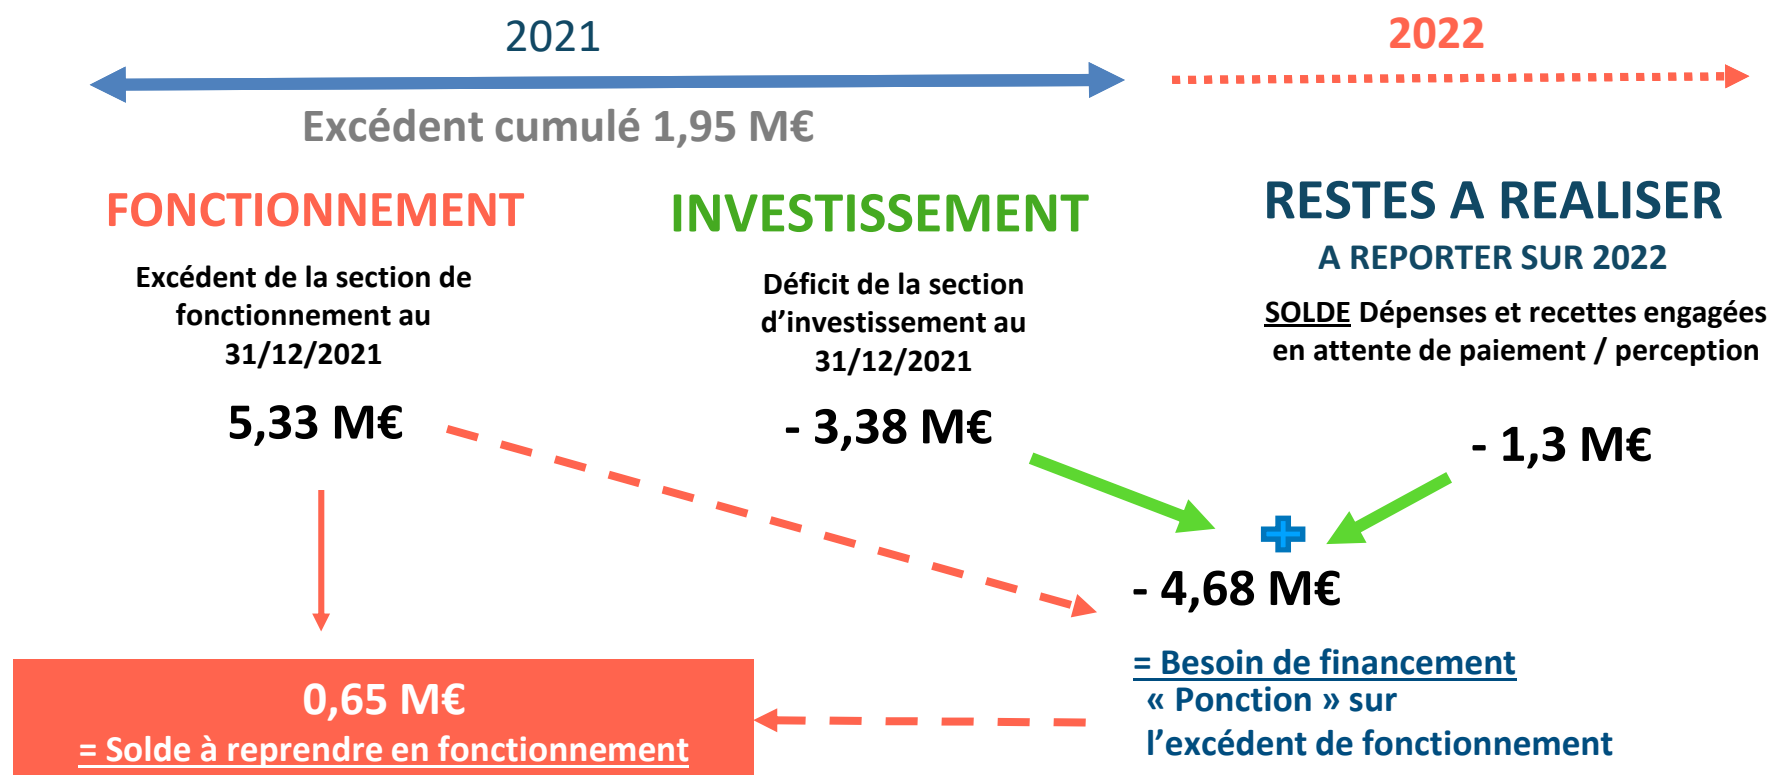 2021
2022
Excédent cumulé 1,95 M€
FONCTIONNEMENT
Excédent de la section de
fonctionnement au
31/12/2021
5,33 M€
INVESTISSEMENT
Déficit de la section
d’investissement au
31/12/2021
- 3,38 M€
RESTES A REALISER
A REPORTER SUR 2022
SOLDE Dépenses et recettes engagées
en attente de paiement / perception
- 1,3 M€
- 4,68 M€
= Besoin de financement
« Ponction » sur
l’excédent de fonctionnement
0,65 M€
= Solde à reprendre en fonctionnement